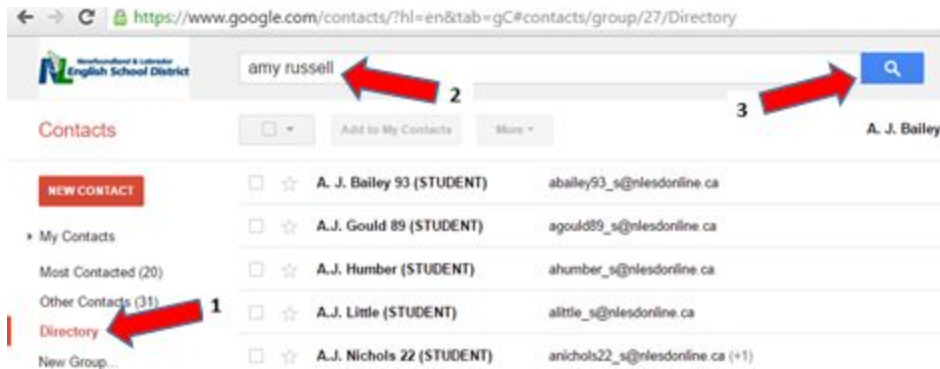 https://www.google.com/contacts/?hl=en&tab=gC#contacts/group/27/Directory
Newfoundland & Labrador
NL English School District
amy russell
2
3
Contacts
Add to My Contacts
More
A. J. Bailey
NEW CONTACT
A. J. Bailey 93 (STUDENT) abailey93_s@nlesdonline.ca
My Contacts
A.J. Gould 89 (STUDENT) agould89_s@nlesdonline.ca
Most Contacted (20)
A.J. Humber (STUDENT) ahumber_s@nlesdonline.ca
Other Contacts (31)
1
A.J. Little (STUDENT) alittle_s@nlesdonline.ca
Directory
New Group...
A.J. Nichols 22 (STUDENT) anichols22_s@nlesdonline.ca (+1)